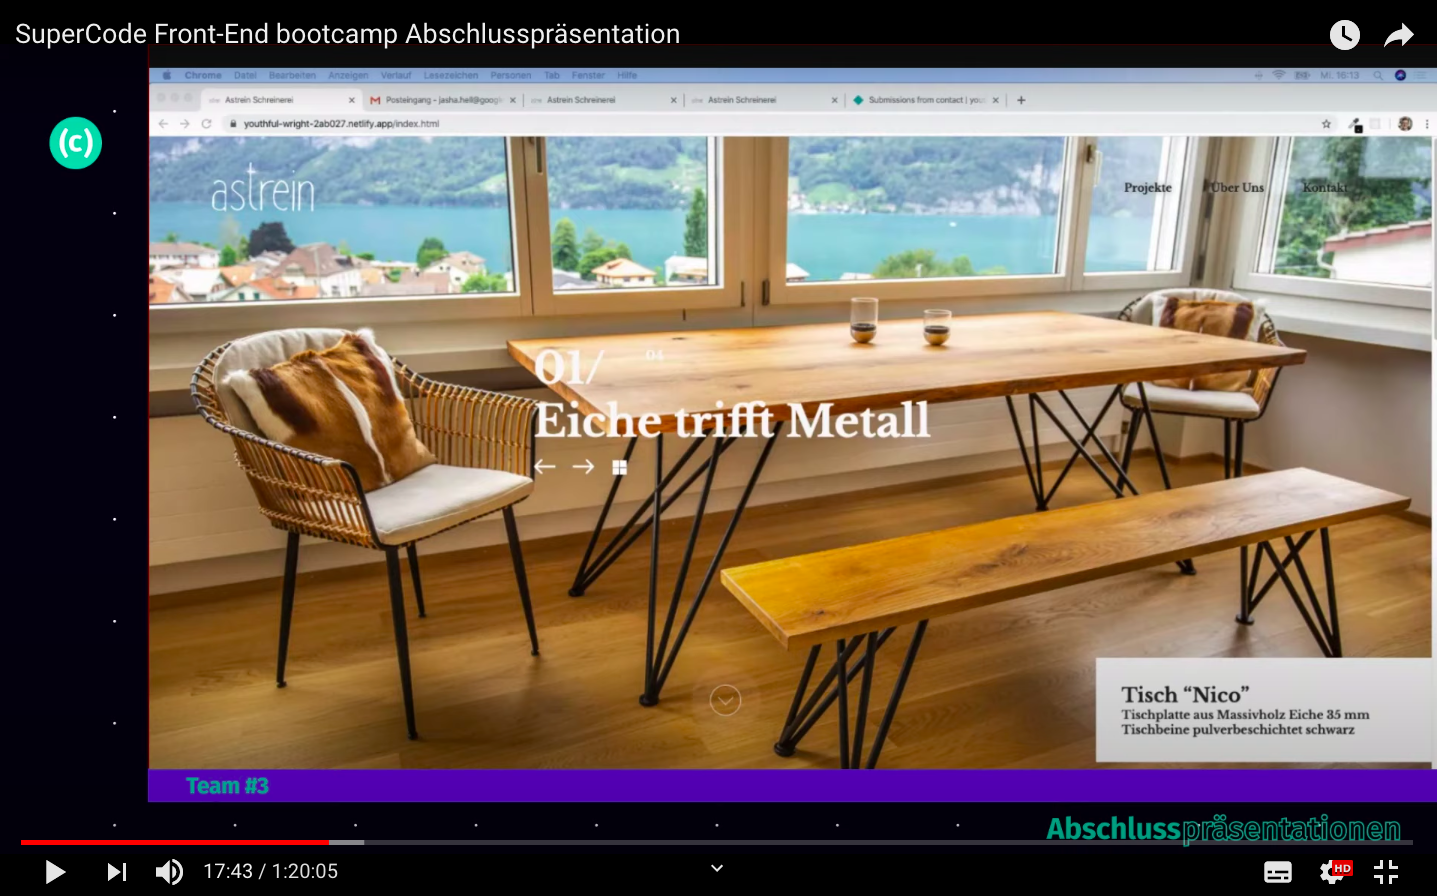 SuperCode Front-End bootcamp Abschlusspräsentation
Chrome Datei Bearbeiten Anzeigen Verlauf Lesezeichen Personen Tab Fenster Hilfe
Mi. 16:13
Astrein Schreinerei
Posteingang - jasha.hell@googl
Astrein Schreinerei
Astrein Schreinerei
Submissions from contact | you
youthful-wright-2ab027.netlify.app/index.html
(c)
astrein
Projekte Über Uns Kontakt
01/ 04
Eiche trifft Metall
Tisch “Nico”
Tischplatte aus Massivholz Eiche 35 mm
Tischbeine pulverbeschichtet schwarz
Team #3
Abschlusspräsentationen
17:43 / 1:20:05
HD